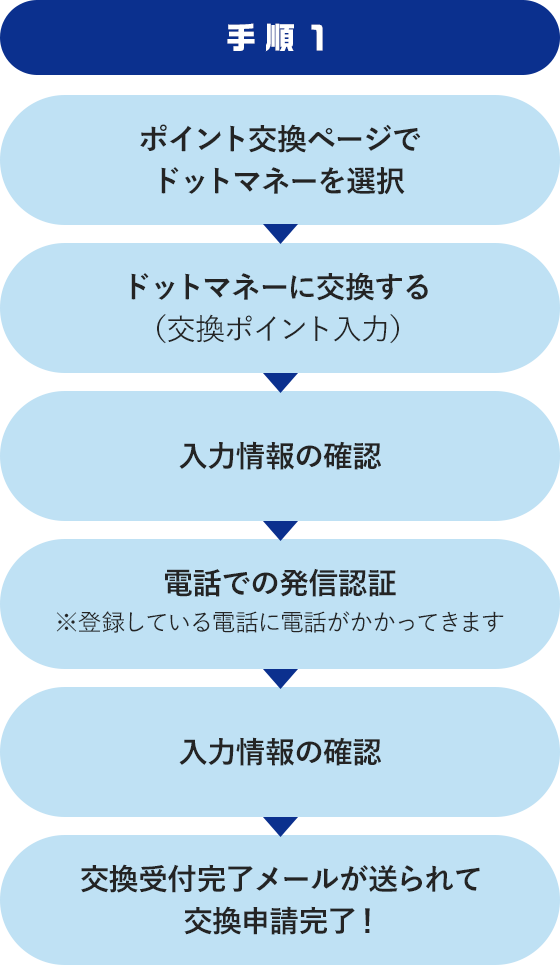 手順1
ポイント交換ページで
ドットマネーを選択
ドットマネーに交換する
（交換ポイント入力）
入力情報の確認
電話での発信認証
※登録している電話に電話がかかってきます
入力情報の確認
交換受付完了メールが送られて
交換申請完了！